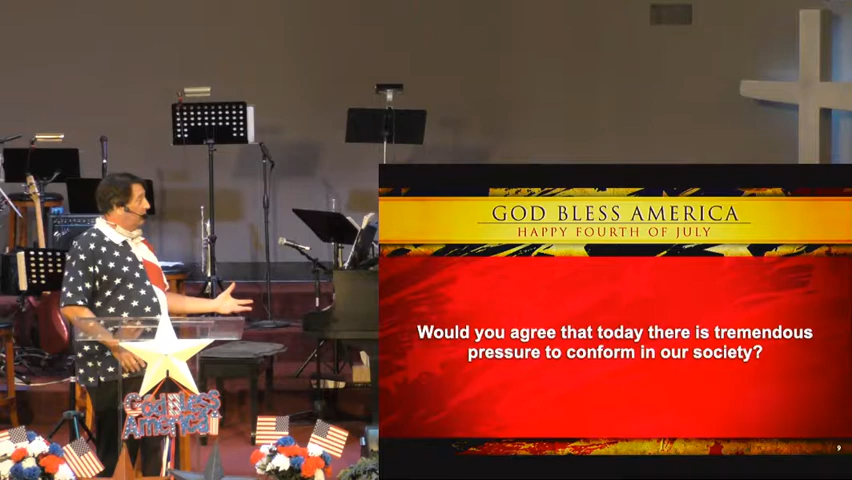 GOD BLESS AMERICA
HAPPY FOURTH OF JULY
Would you agree that today there is tremendous
pressure to conform in our society?
9
God Bless
America